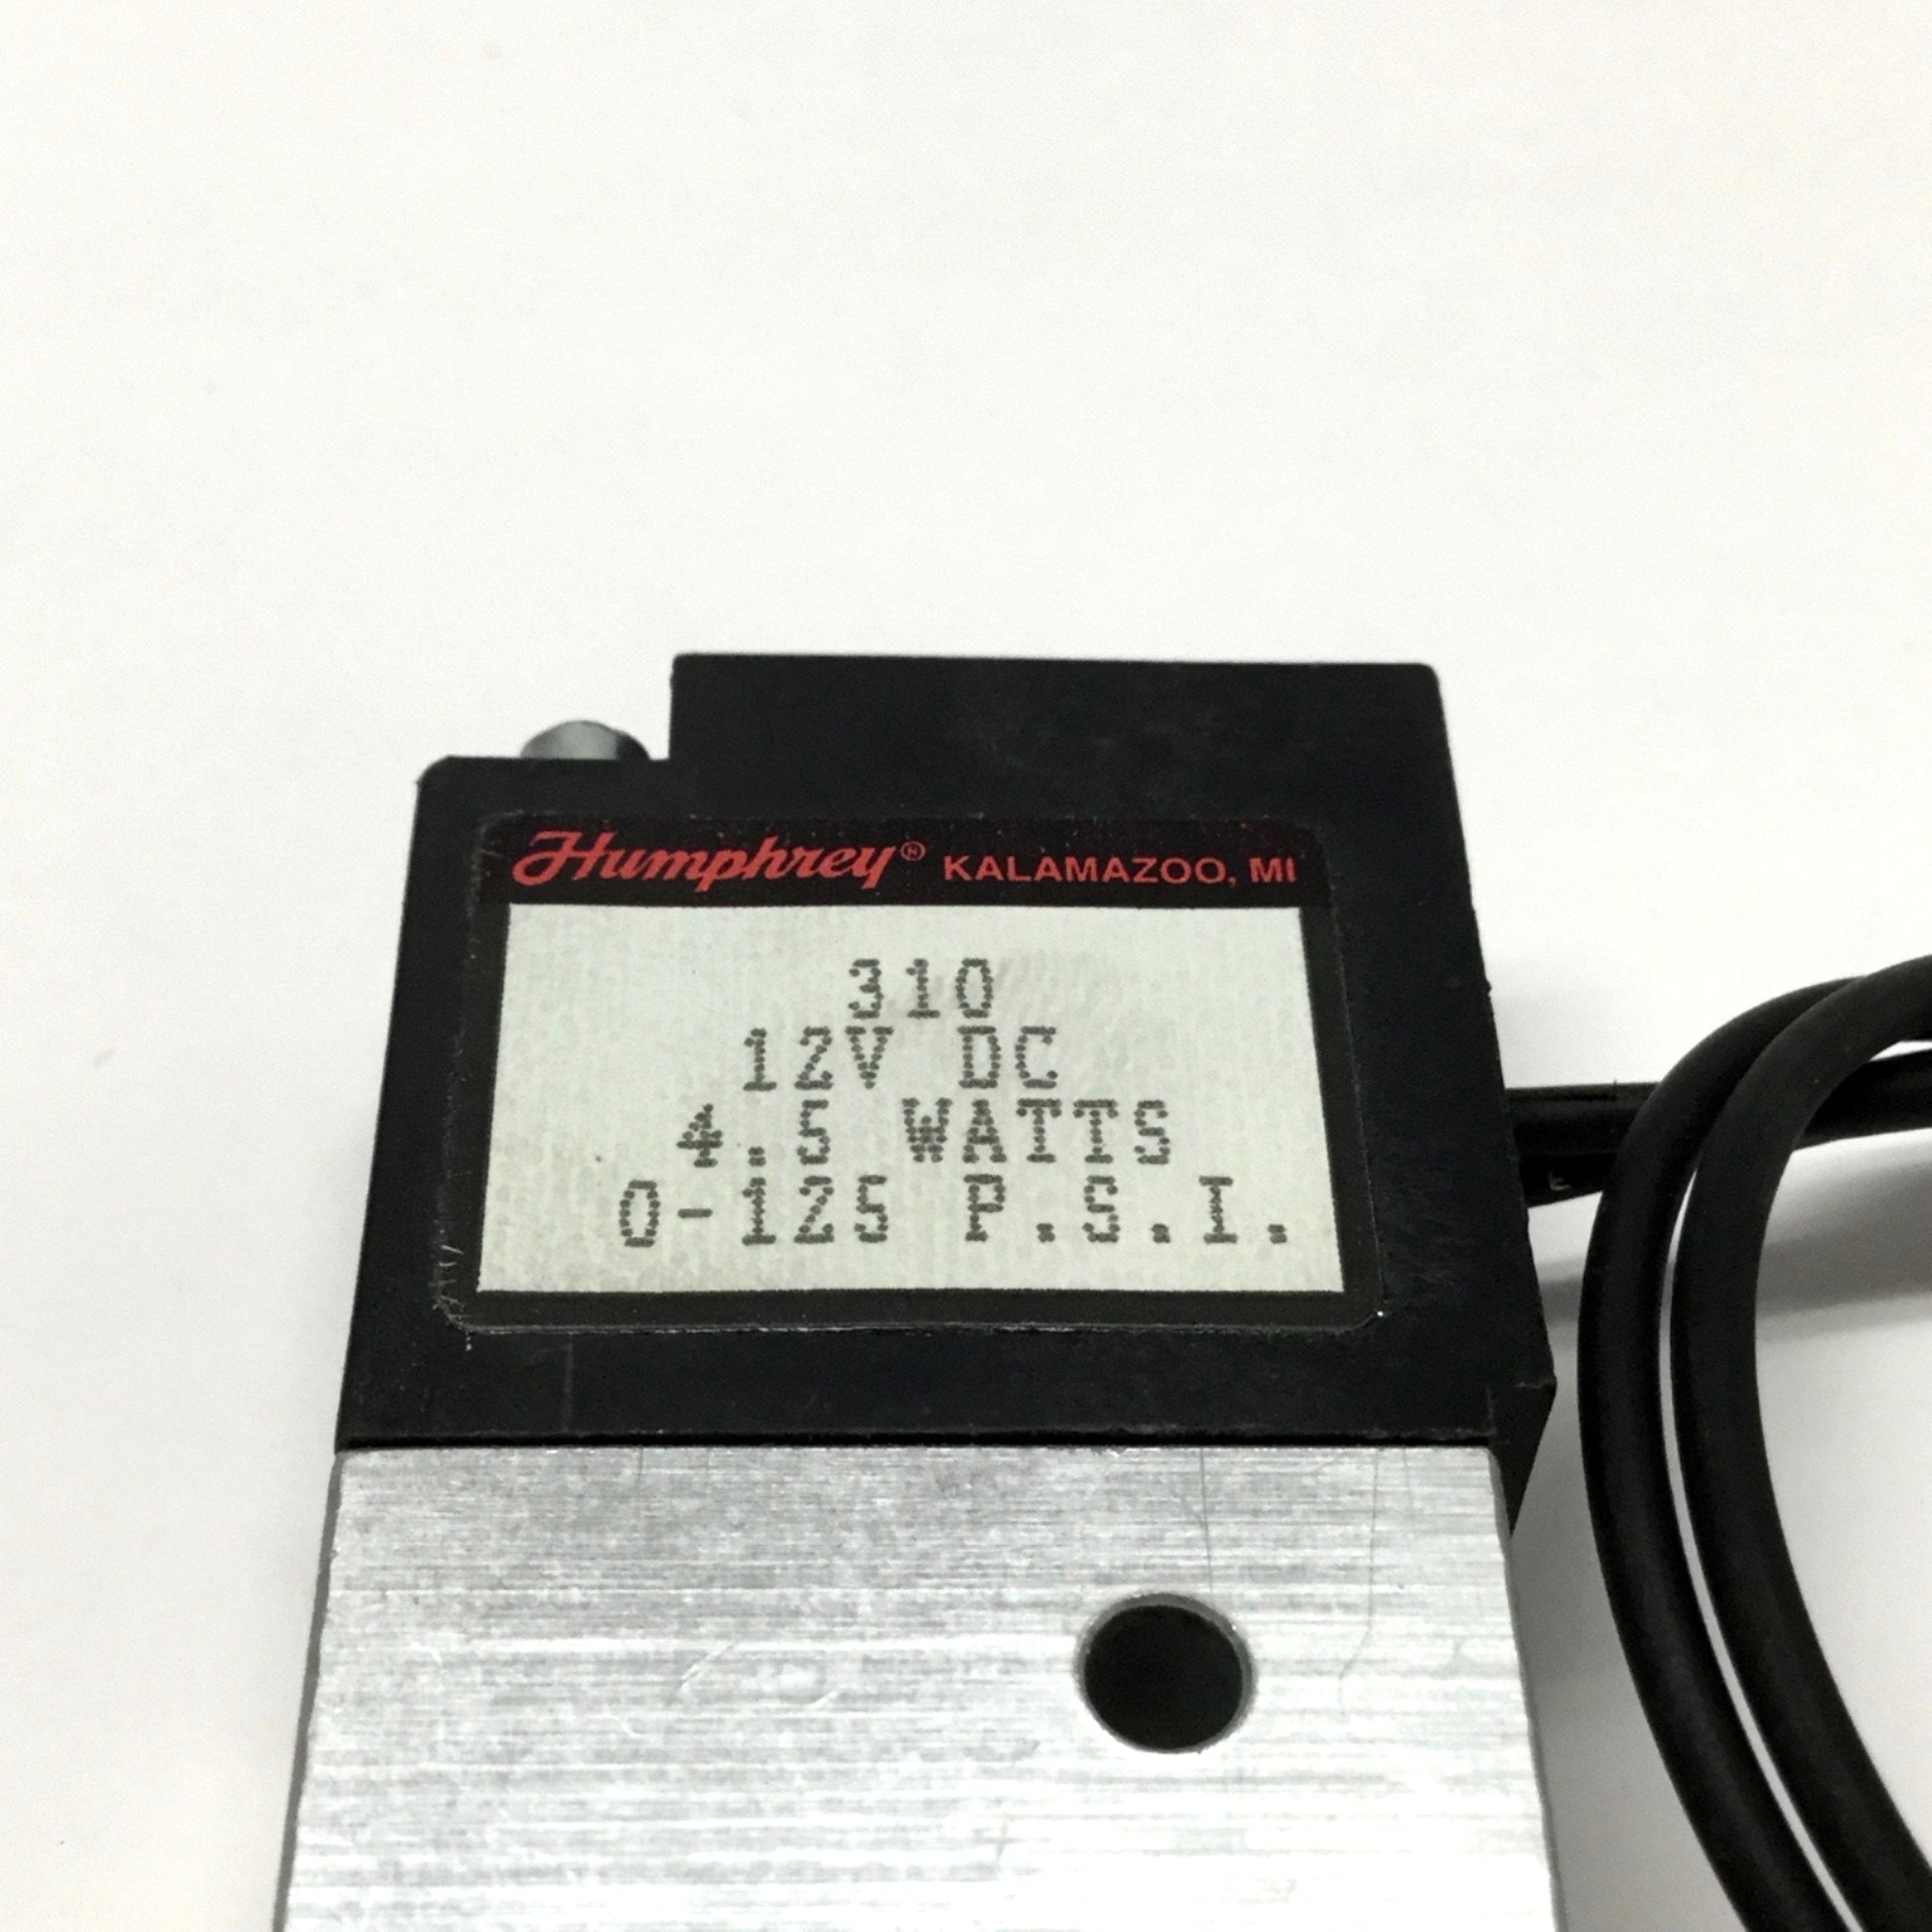 Humphrey® KALAMAZOO, MI
310
12V DC
4.5 WATTS
0-125 P.S.I.